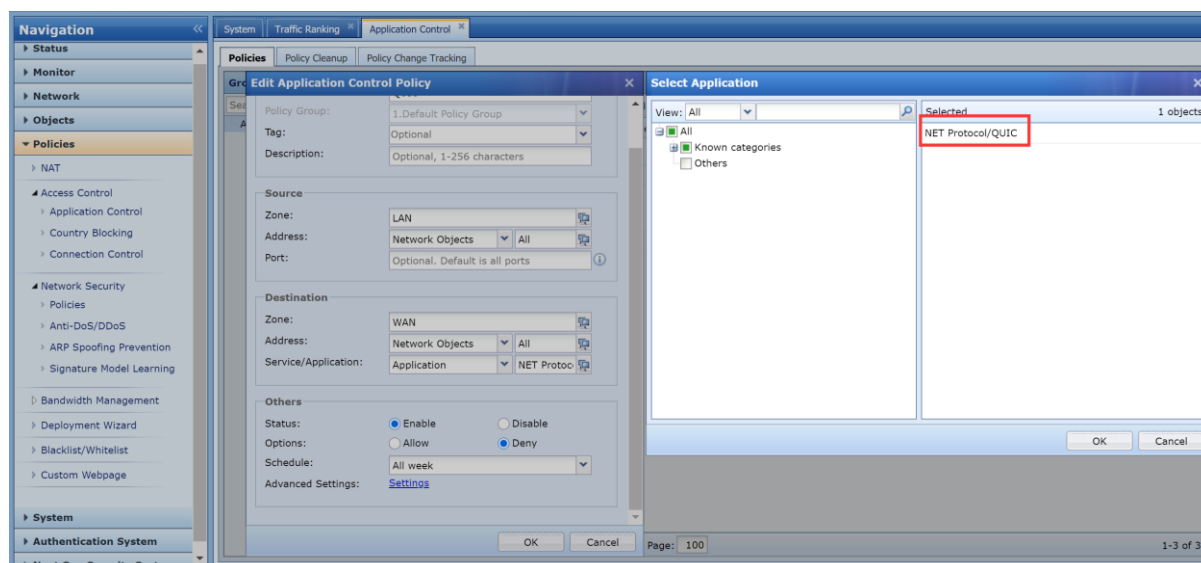 Navigation
Status
Monitor
Network
Objects
Policies
NAT
Access Control
Application Control
Country Blocking
Connection Control
Network Security
Policies
Anti-DoS/DDoS
ARP Spoofing Prevention
Signature Model Learning
Bandwidth Management
Deployment Wizard
Blacklist/Whitelist
Custom Webpage
System
Authentication System
System Traffic Ranking Application Control
Policies Policy Cleanup Policy Change Tracking
Edit Application Control Policy
Policy Group: 1.Default Policy Group
Tag: Optional
Description: Optional, 1-256 characters
Source
Zone: LAN
Address: Network Objects All
Port: Optional. Default is all ports
Destination
Zone: WAN
Address: Network Objects All
Service/Application: Application NET Protoc
Others
Status: Enable Disable
Options: Allow Deny
Schedule: All week
Advanced Settings: Settings
OK Cancel
Select Application
View: All
All
Known categories
Others
Selected 1 objects
NET Protocol/QUIC
OK Cancel
Page: 100 1-3 of 3